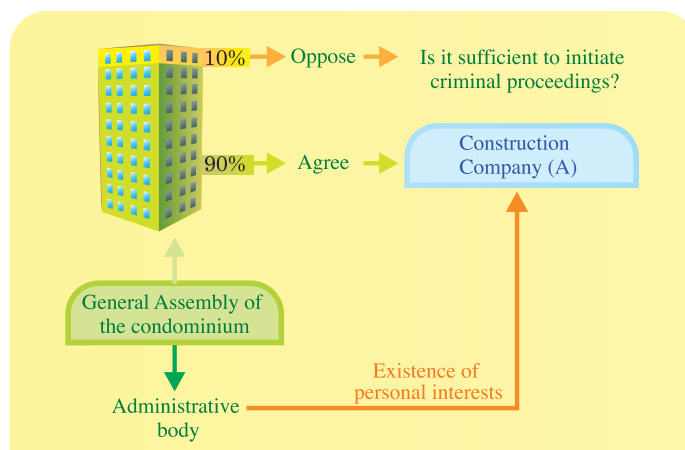 10%
Oppose
Is it sufficient to initiate
criminal proceedings?
90%
Agree
Construction
Company (A)
General Assembly of
the condominium
Existence of
personal interests
Administrative
body